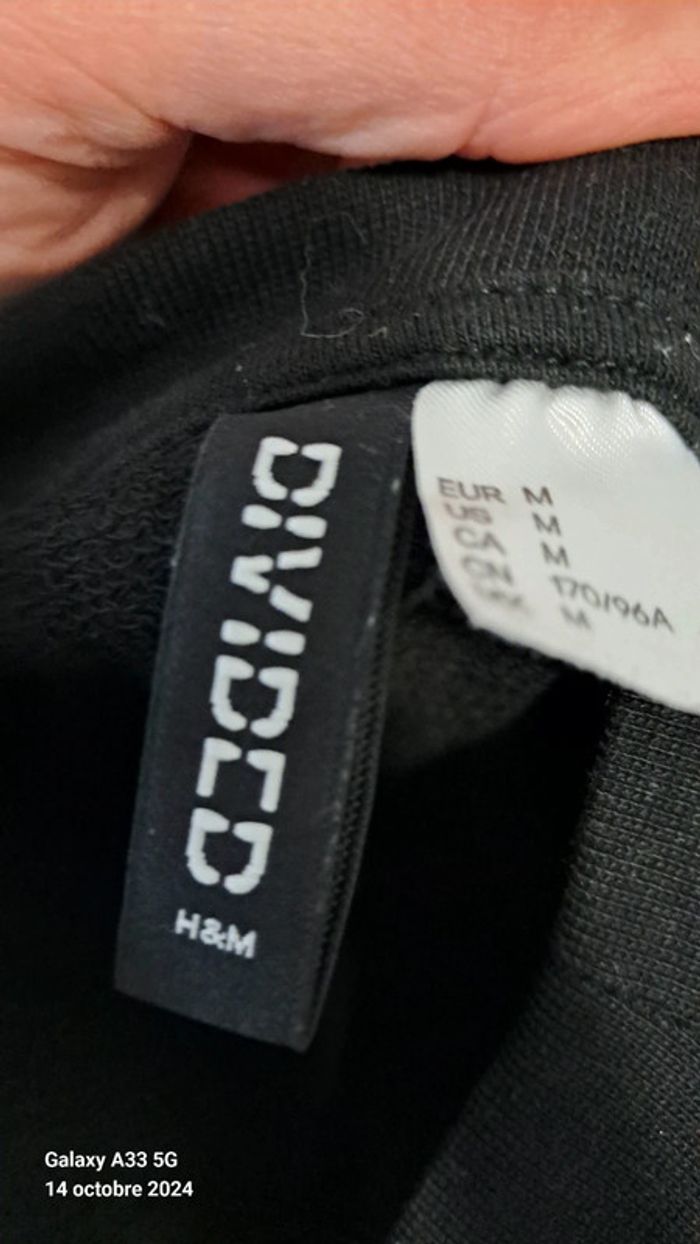 DIVIDED
H&M
EUR M
US M
CA M
CN 170/96A
M
Galaxy A33 5G
14 octobre 2024